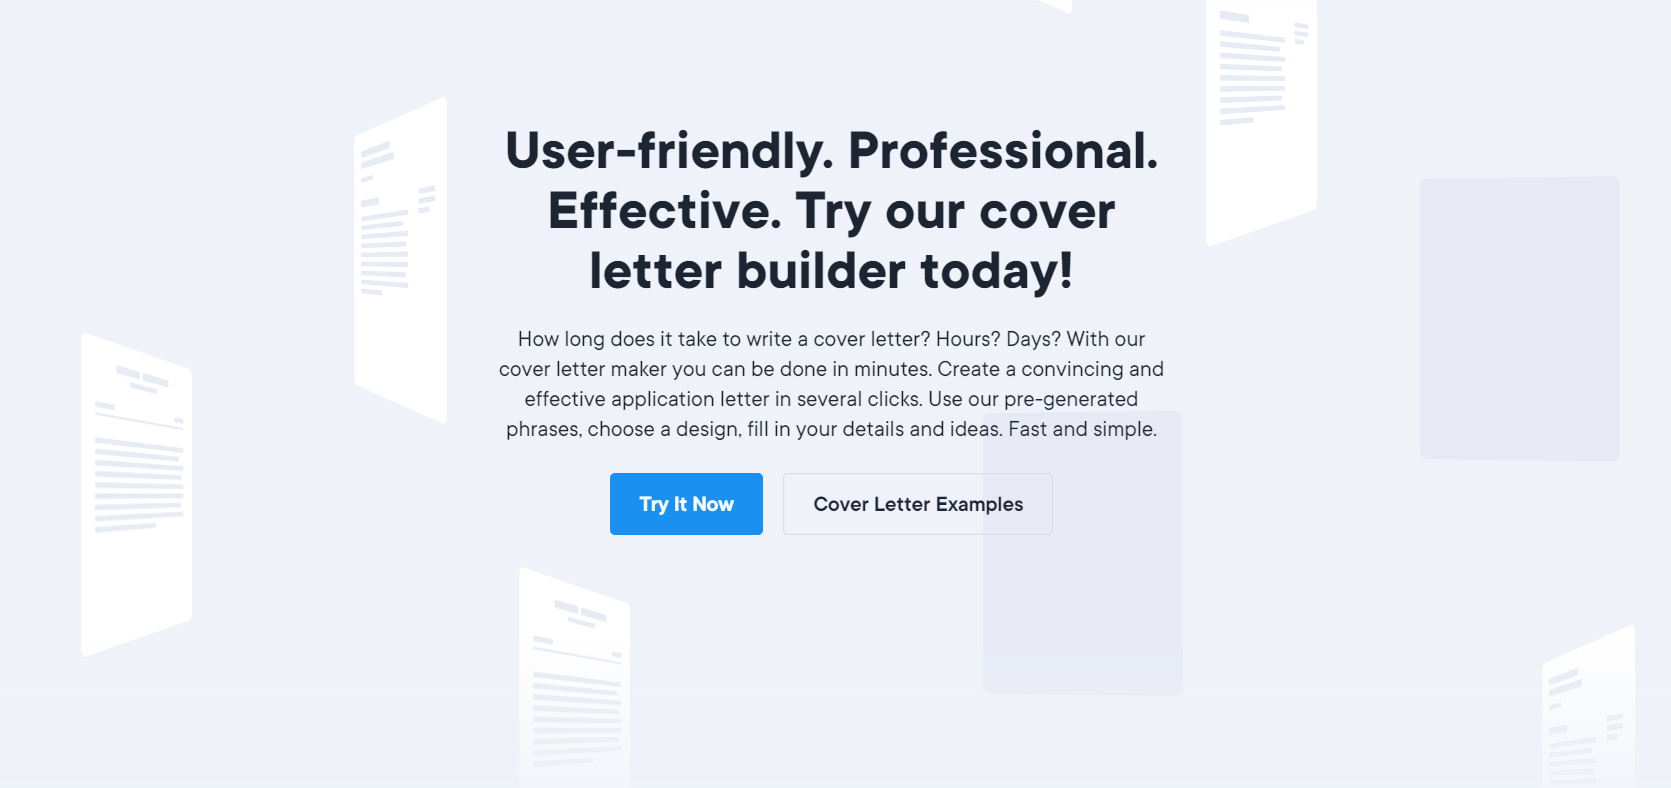 User-friendly. Professional.
Effective. Try our cover
letter builder today!
How long does it take to write a cover letter? Hours? Days? With our
cover letter maker you can be done in minutes. Create a convincing and
effective application letter in several clicks. Use our pre-generated
phrases, choose a design, fill in your details and ideas. Fast and simple.
Try It Now
Cover Letter Examples